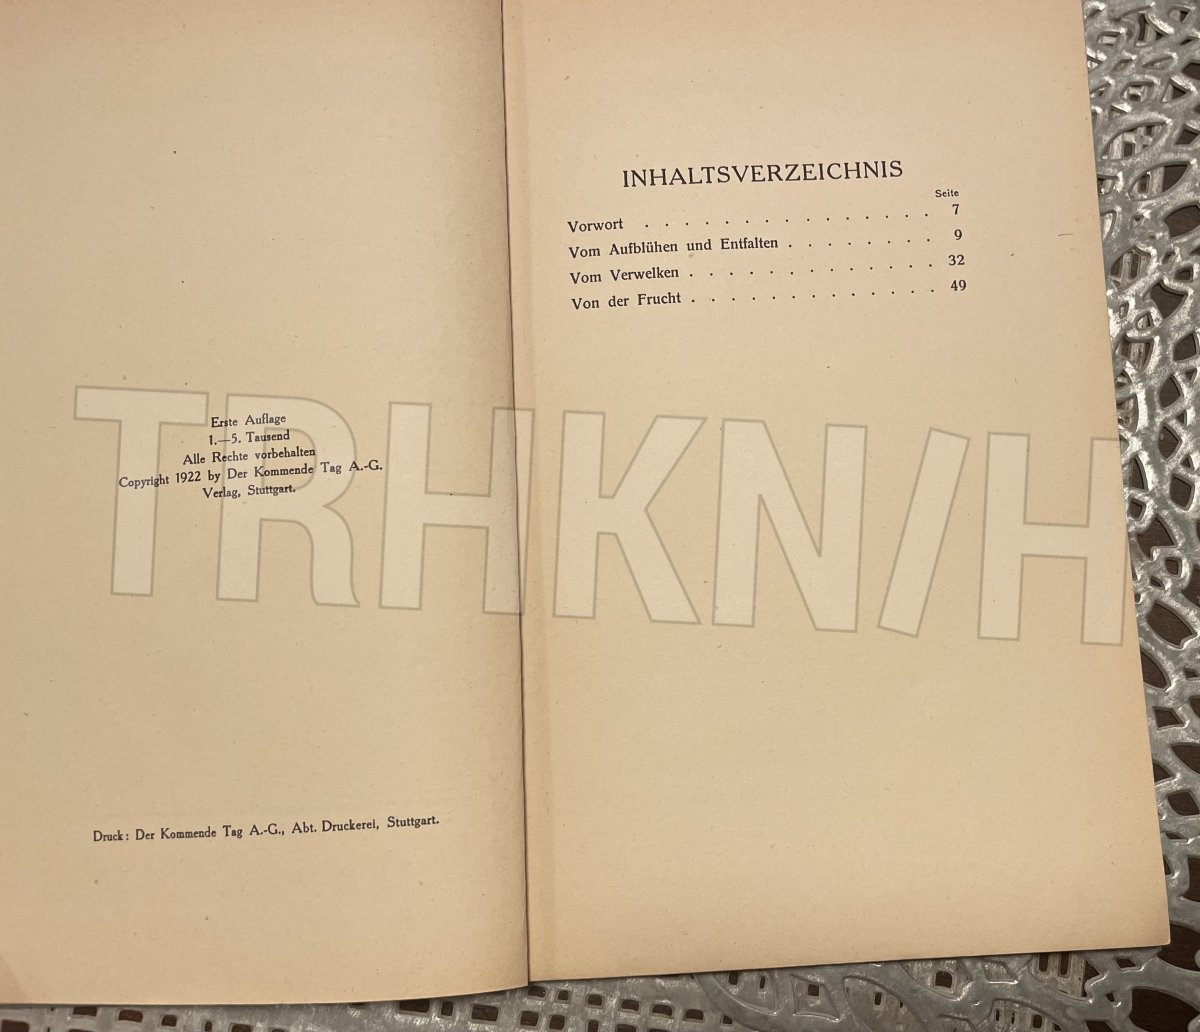 Erste Auflage
1.—5. Tausend
Alle Rechte vorbehalten
Copyright 1922 by Der Kommende Tag A.-G.
Verlag, Stuttgart.
Druck: Der Kommende Tag A.-G., Abt. Druckerei, Stuttgart.
INHALTSVERZEICHNIS
Seite
Vorwort . . . . . . . . . . . . . . . 7
Vom Aufblühen und Entfalten . . . . . . . . 9
Vom Verwelken . . . . . . . . . . . . . 32
Von der Frucht . . . . . . . . . . . . . 49
TRHKN/H